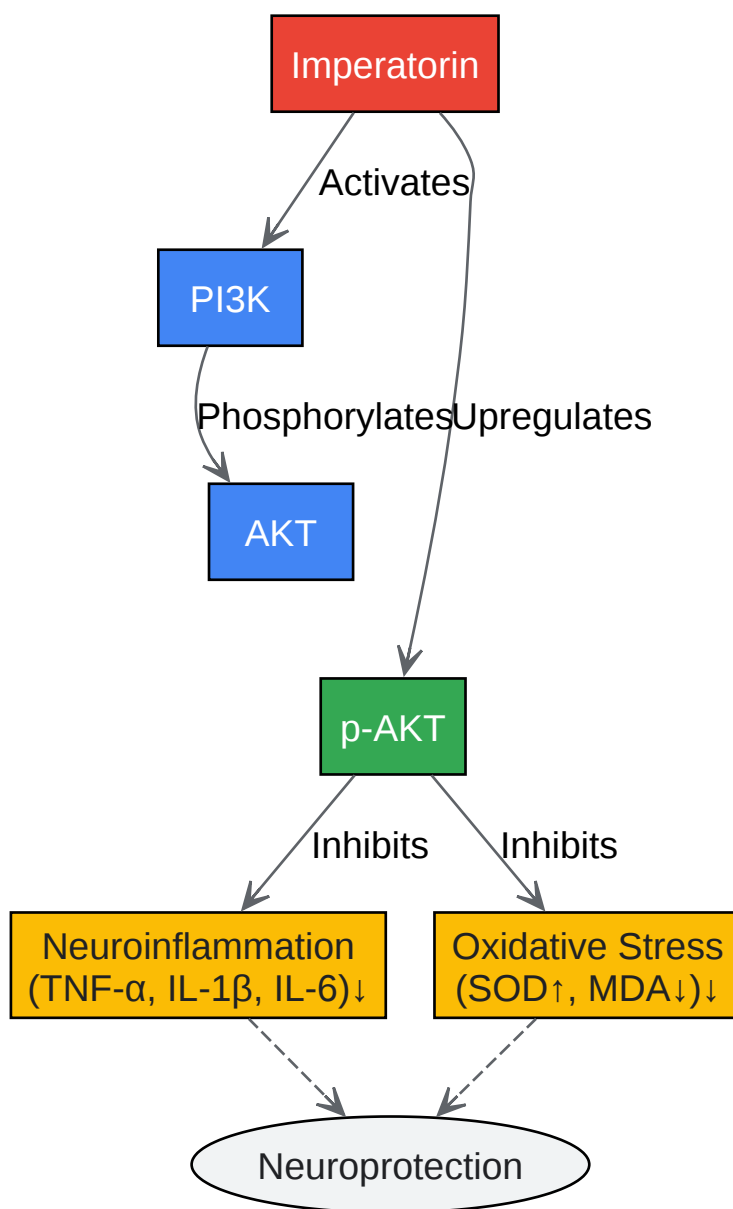 Imperatorin
Activates
PI3K
Phosphorylates
Upregulates
AKT
p-AKT
Inhibits
Inhibits
Neuroinflammation
(TNF-α, IL-1β, IL-6)↓
Oxidative Stress
(SOD↑, MDA↓)↓
Neuroprotection